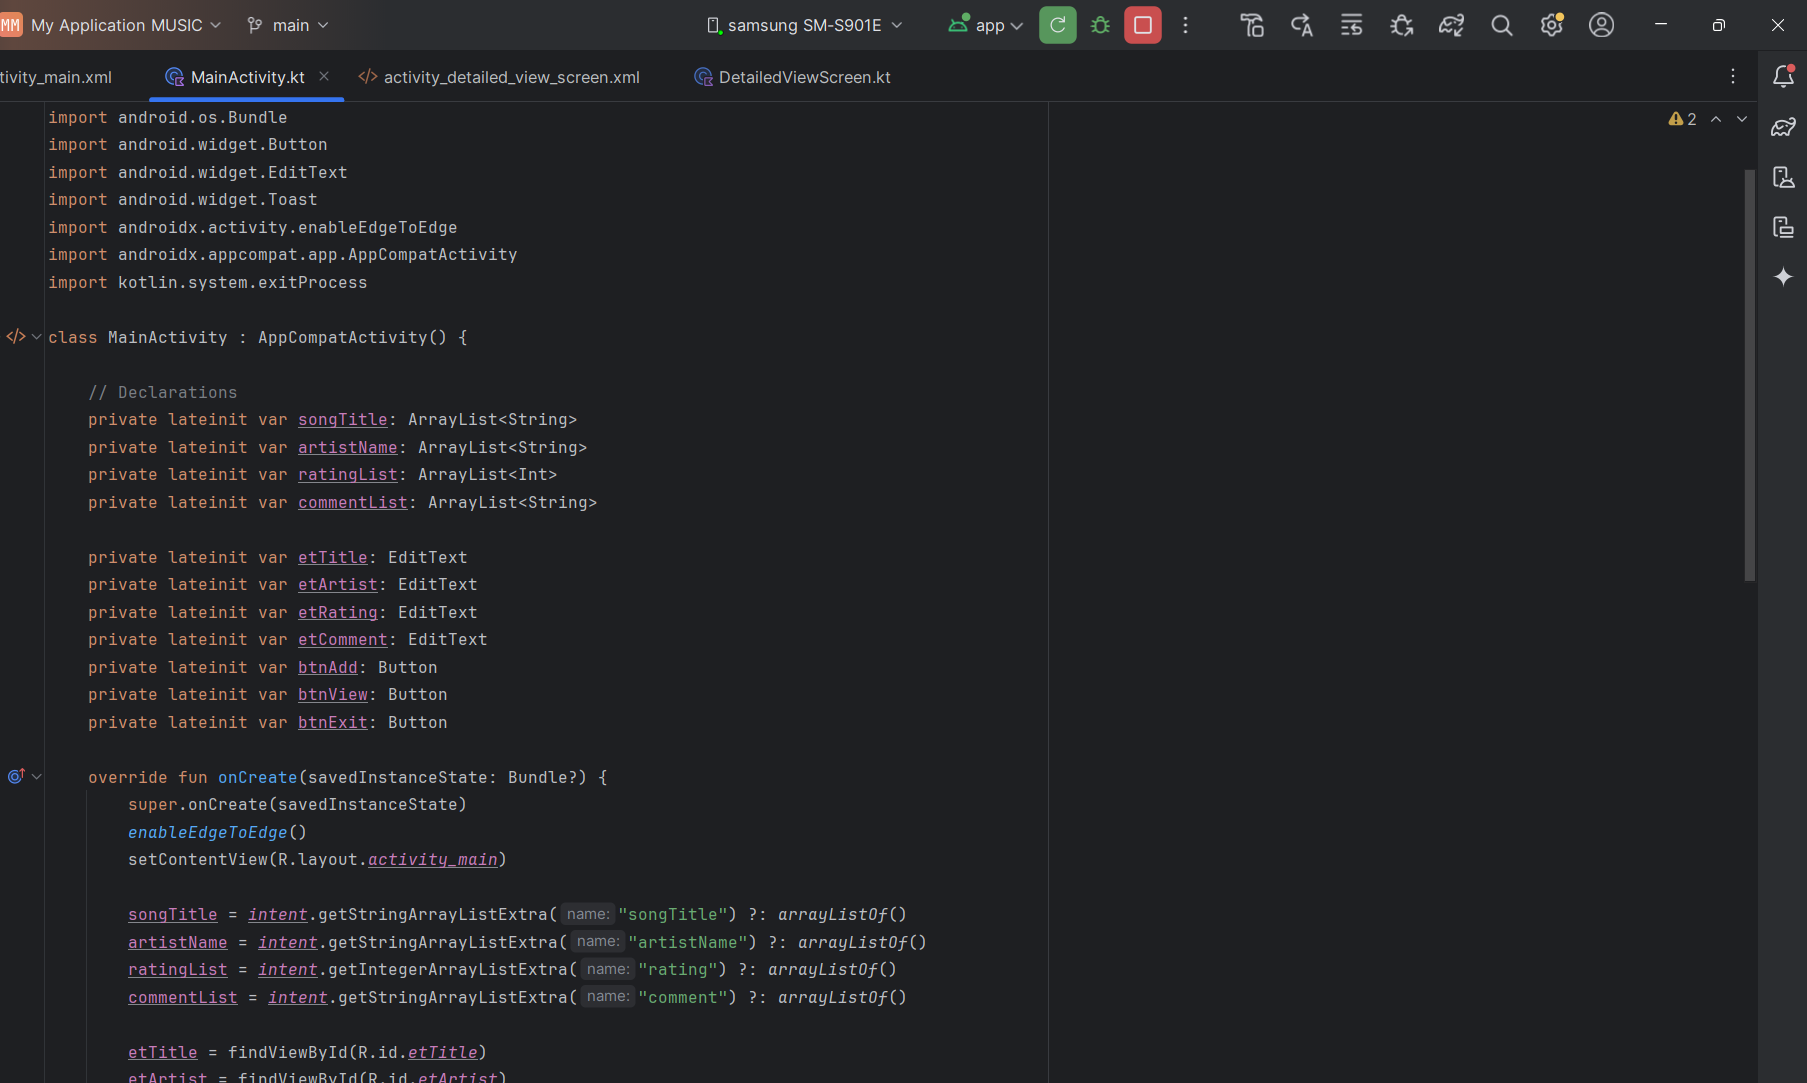 MM My Application MUSIC main samsung SM-S901E app
tivity_main.xml MainActivity.kt activity_detailed_view_screen.xml DetailedViewScreen.kt
2
import android.os.Bundle
import android.widget.Button
import android.widget.EditText
import android.widget.Toast
import androidx.activity.enableEdgeToEdge
import androidx.appcompat.app.AppCompatActivity
import kotlin.system.exitProcess
class MainActivity : AppCompatActivity() {
// Declarations
private lateinit var songTitle: ArrayList<String>
private lateinit var artistName: ArrayList<String>
private lateinit var ratingList: ArrayList<Int>
private lateinit var commentList: ArrayList<String>
private lateinit var etTitle: EditText
private lateinit var etArtist: EditText
private lateinit var etRating: EditText
private lateinit var etComment: EditText
private lateinit var btnAdd: Button
private lateinit var btnView: Button
private lateinit var btnExit: Button
override fun onCreate(savedInstanceState: Bundle?) {
super.onCreate(savedInstanceState)
enableEdgeToEdge()
setContentView(R.layout.activity_main)
songTitle = intent.getStringArrayListExtra( name: "songTitle") ?: arrayListOf()
artistName = intent.getStringArrayListExtra( name: "artistName") ?: arrayListOf()
ratingList = intent.getIntegerArrayListExtra( name: "rating") ?: arrayListOf()
commentList = intent.getStringArrayListExtra( name: "comment") ?: arrayListOf()
etTitle = findViewById(R.id.etTitle)
etArtist = findViewById(R.id.etArtist)